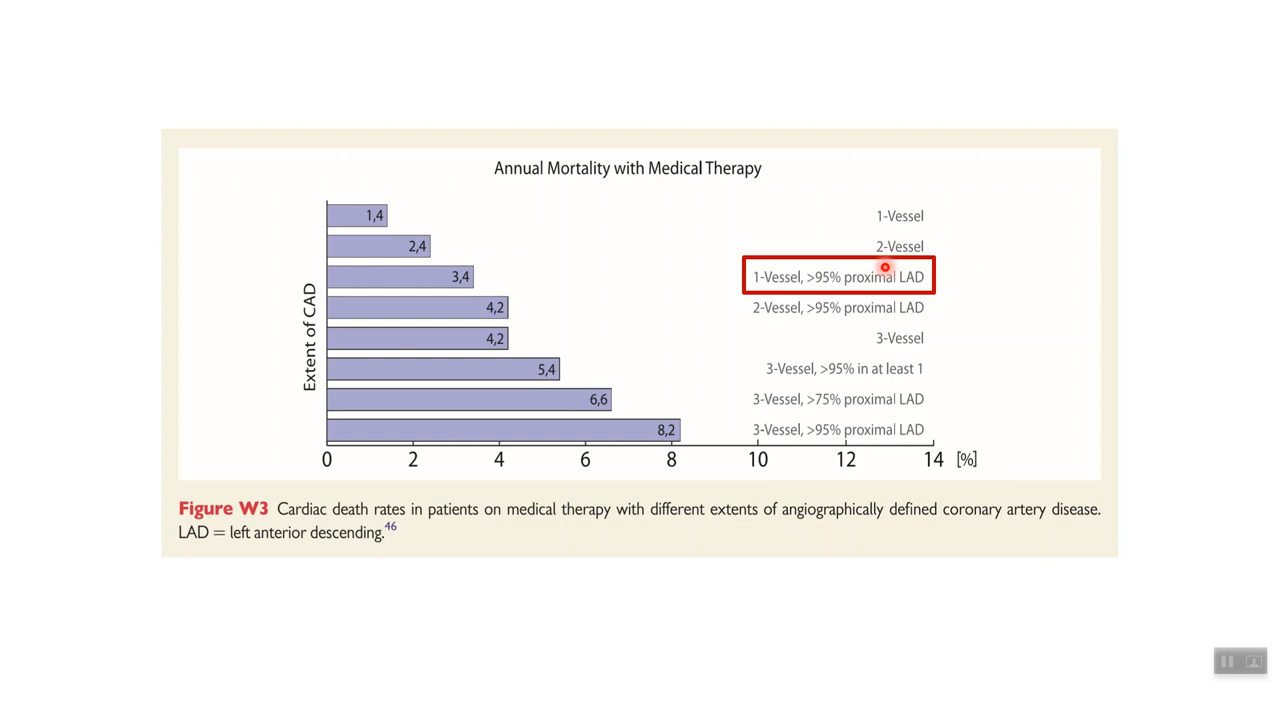 Annual Mortality with Medical Therapy
Extent of CAD
1,4 1-Vessel
2,4 2-Vessel
3,4 1-Vessel, >95% proximal LAD
4,2 2-Vessel, >95% proximal LAD
4,2 3-Vessel
5,4 3-Vessel, >95% in at least 1
6,6 3-Vessel, >75% proximal LAD
8,2 3-Vessel, >95% proximal LAD
0 2 4 6 8 10 12 14 [%]
Figure W3 Cardiac death rates in patients on medical therapy with different extents of angiographically defined coronary artery disease.
LAD = left anterior descending.46